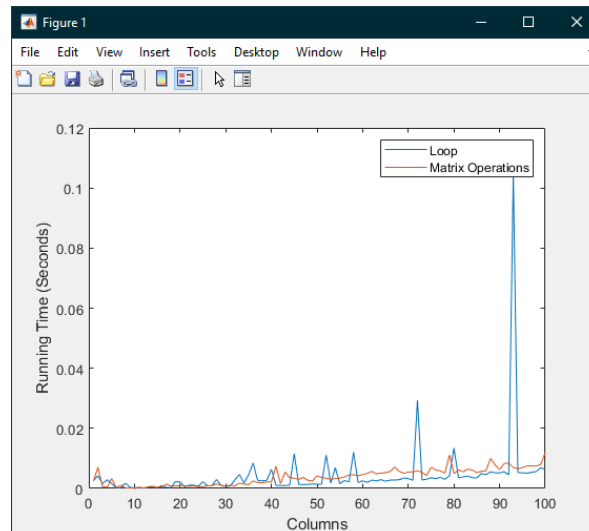 Figure 1
File Edit View Insert Tools Desktop Window Help
Loop
Matrix Operations
Running Time (Seconds)
0.12
0.1
0.08
0.06
0.04
0.02
0
0 10 20 30 40 50 60 70 80 90 100
Columns